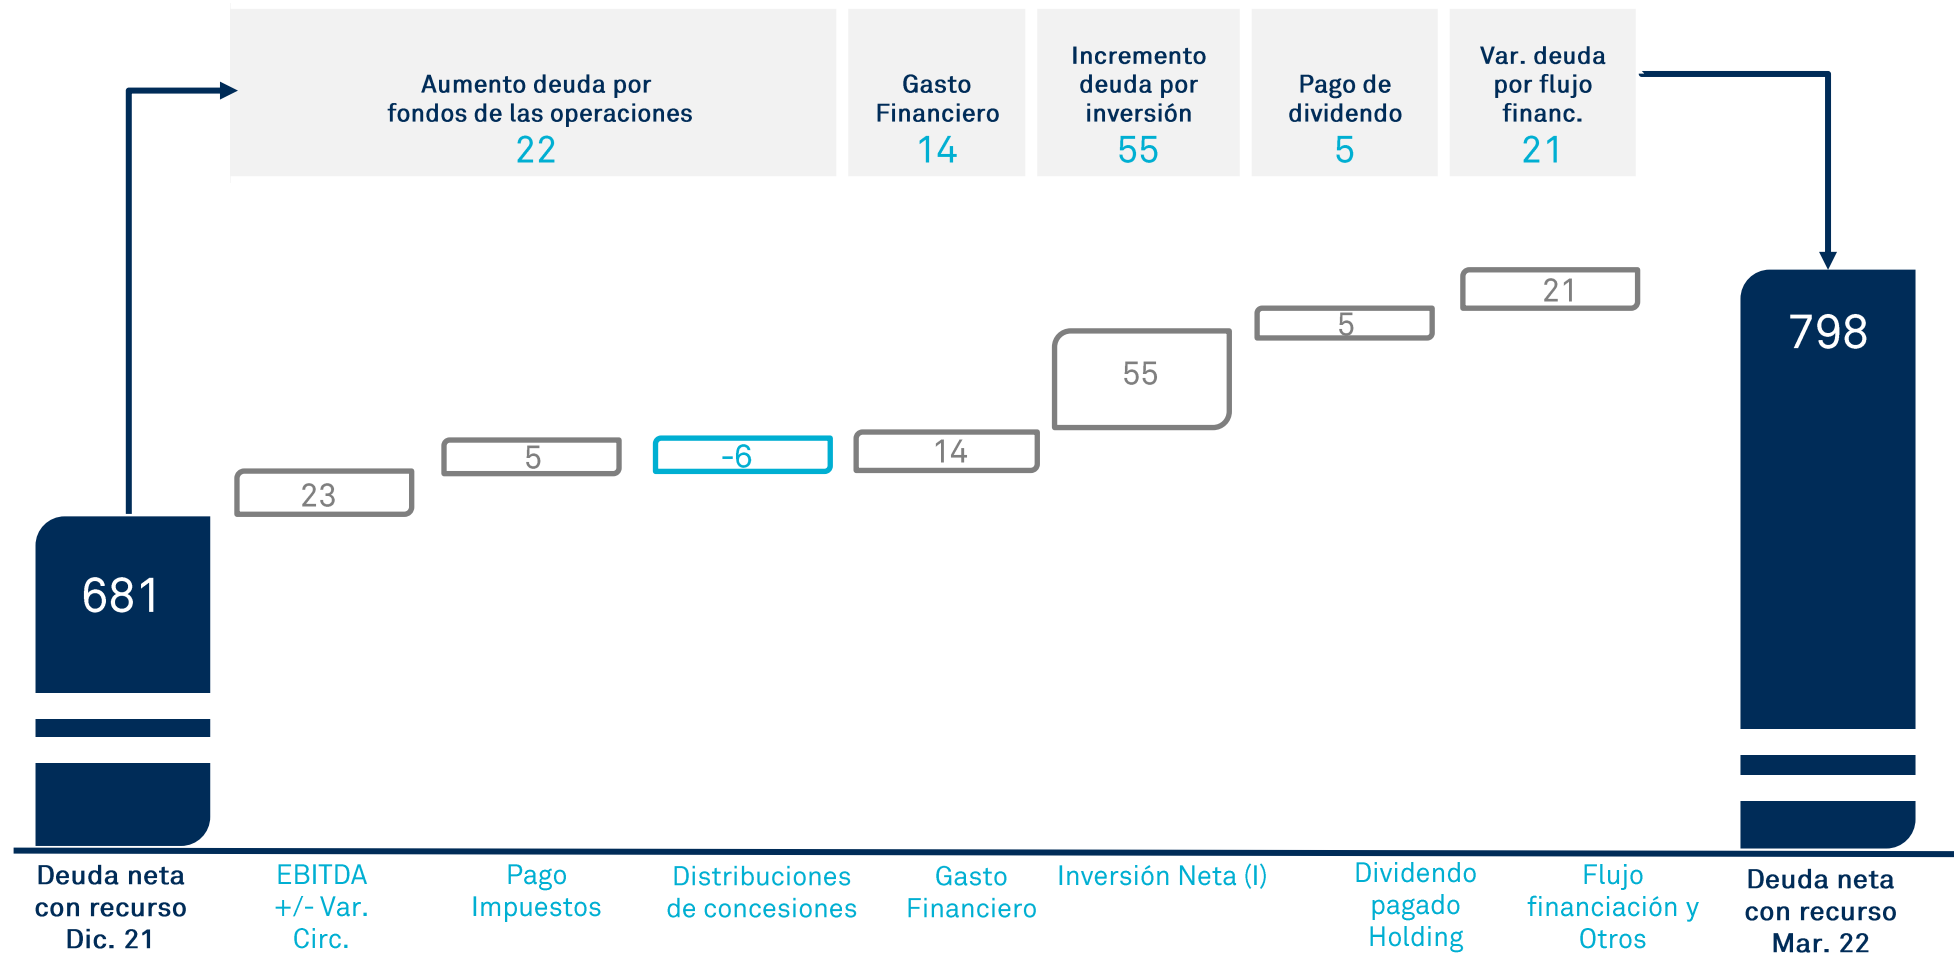 Aumento deuda por
fondos de las operaciones
22
Gasto
Financiero
14
Incremento
deuda por
inversión
55
Pago de
dividendo
5
Var. deuda
por flujo
financ.
21
681
23
5
-6
14
55
5
21
798
Deuda neta
con recurso
Dic. 21
EBITDA
+/- Var.
Circ.
Pago
Impuestos
Distribuciones
de concesiones
Gasto
Financiero
Inversión Neta (I)
Dividendo
pagado
Holding
Flujo
financiación y
Otros
Deuda neta
con recurso
Mar. 22